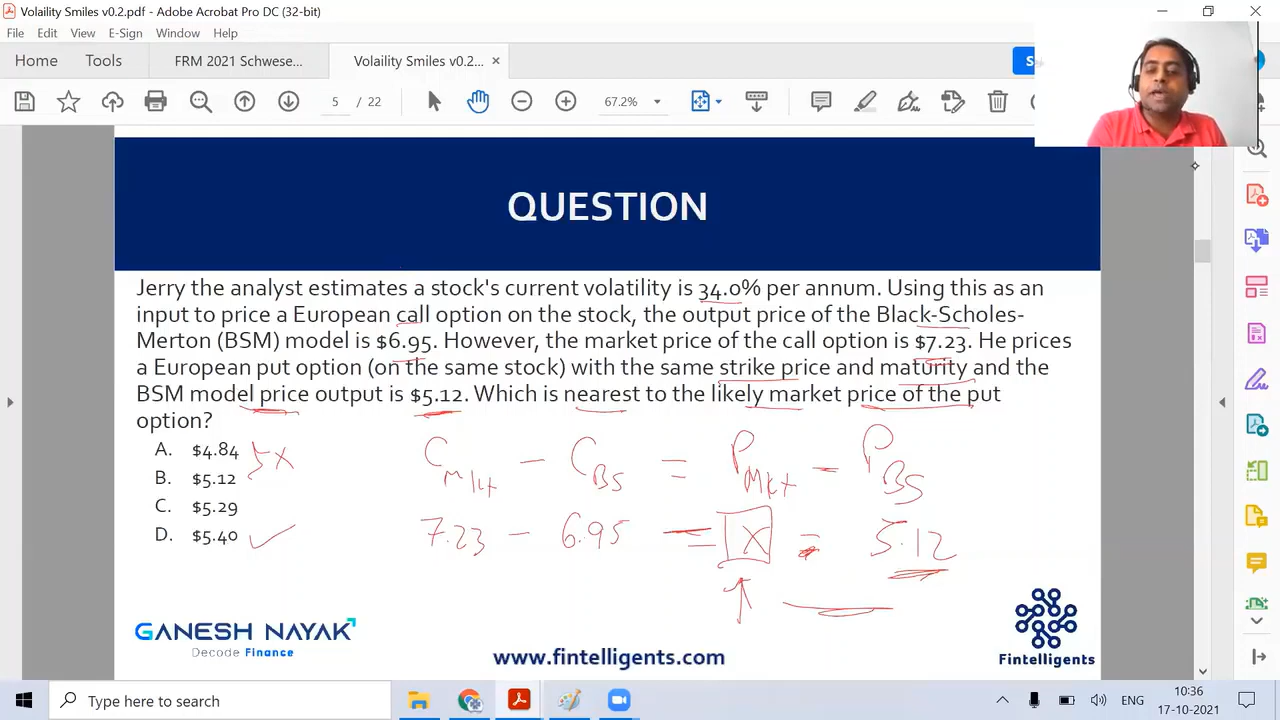 Volaility Smiles v0.2.pdf - Adobe Acrobat Pro DC (32-bit)
File Edit View E-Sign Window Help
Home Tools FRM 2021 Schwese... Volaility Smiles v0.2... ×
5 / 22 67.2%
QUESTION
Jerry the analyst estimates a stock's current volatility is 34.0% per annum. Using this as an
input to price a European call option on the stock, the output price of the Black-Scholes-
Merton (BSM) model is $6.95. However, the market price of the call option is $7.23. He prices
a European put option (on the same stock) with the same strike price and maturity and the
BSM model price output is $5.12. Which is nearest to the likely market price of the put
option?
A. $4.84
B. $5.12
C. $5.29
D. $5.40
C Mkt - C BS = P Mkt - P BS
7.23 - 6.95 = X - 5.12
GANESH NAYAK
Decode Finance
www.fintelligents.com
Fintelligents
Type here to search
ENG
10:36
17-10-2021